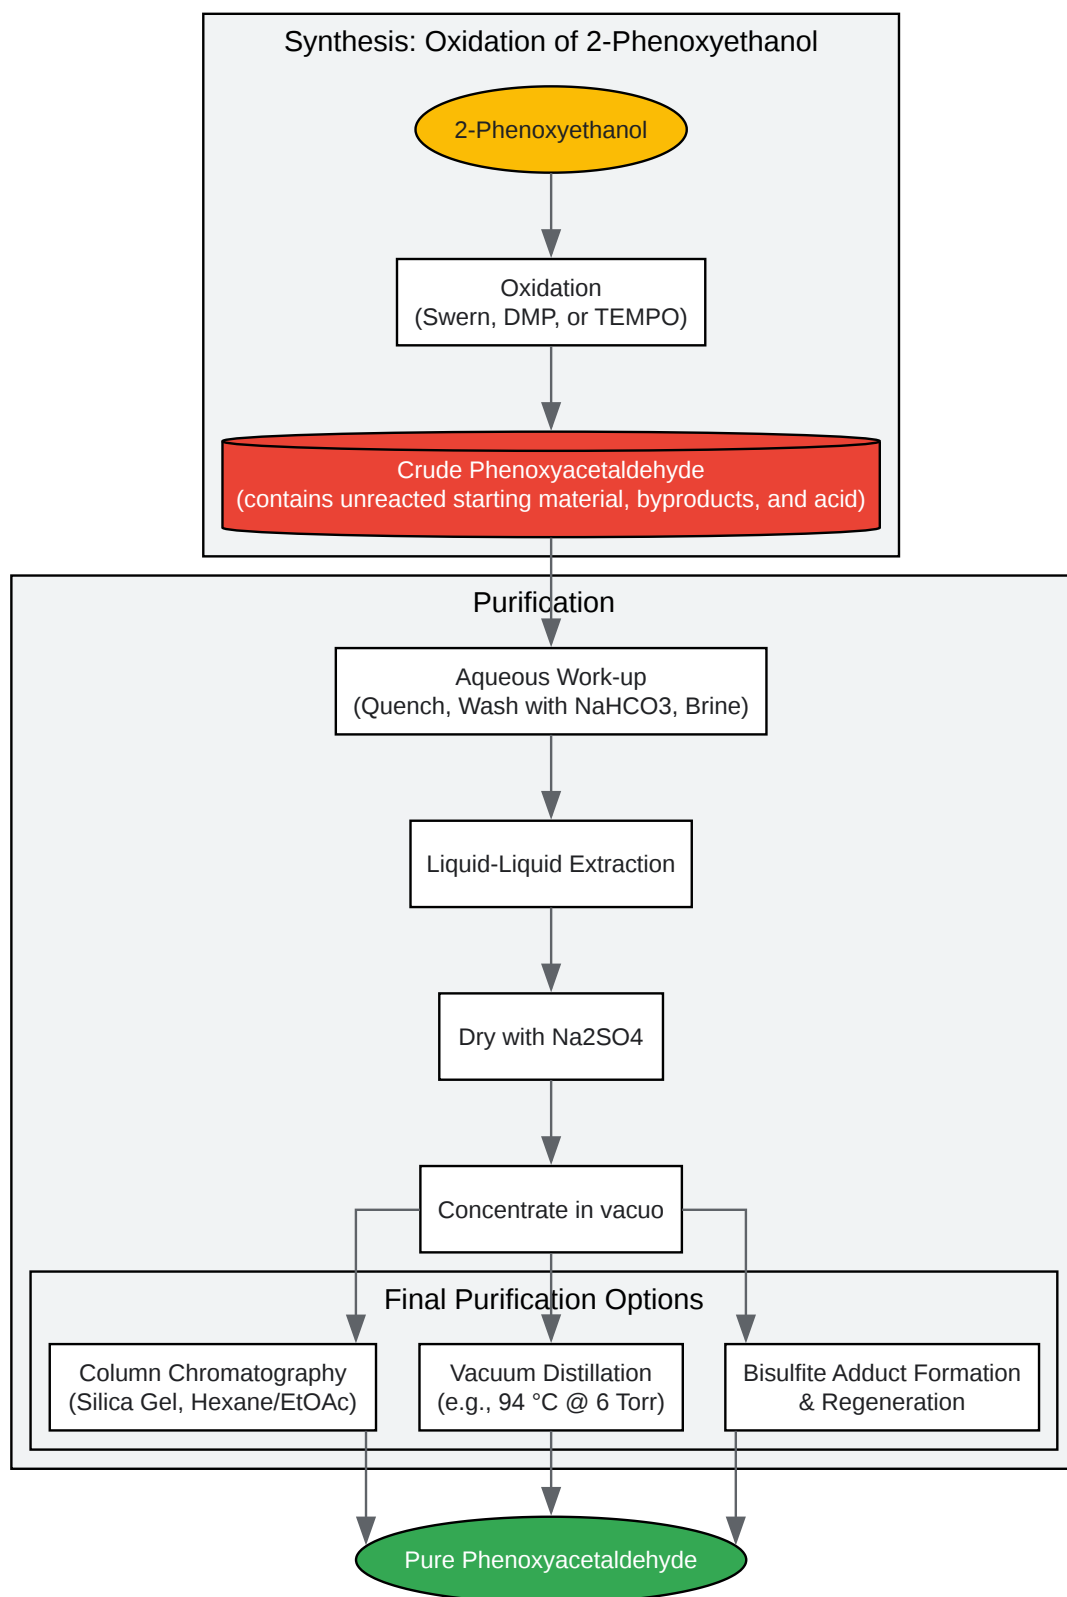 Synthesis: Oxidation of 2-Phenoxyethanol
2-Phenoxyethanol
Oxidation
(Swern, DMP, or TEMPO)
Crude Phenoxyacetaldehyde
(contains unreacted starting material, byproducts, and acid)
Purification
Aqueous Work-up
(Quench, Wash with NaHCO3, Brine)
Liquid-Liquid Extraction
Dry with Na2SO4
Concentrate in vacuo
Final Purification Options
Column Chromatography
(Silica Gel, Hexane/EtOAc)
Vacuum Distillation
(e.g., 94 °C @ 6 Torr)
Bisulfite Adduct Formation
& Regeneration
Pure Phenoxyacetaldehyde